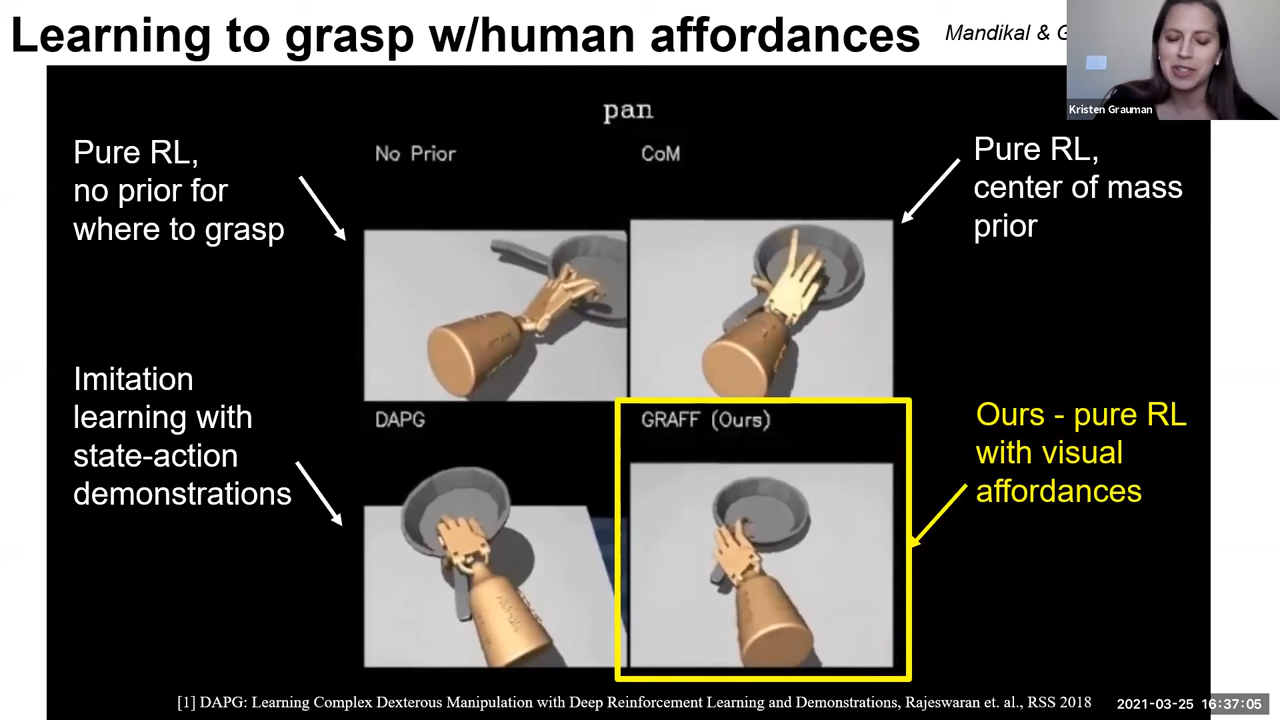 Learning to grasp w/human affordances
Mandikal & G
Kristen Grauman
pan
Pure RL,
no prior for
where to grasp
No Prior
CoM
Pure RL,
center of mass
prior
Imitation
learning with
state-action
demonstrations
DAPG
GRAFF (Ours)
Ours - pure RL
with visual
affordances
[1] DAPG: Learning Complex Dexterous Manipulation with Deep Reinforcement Learning and Demonstrations, Rajeswaran et. al., RSS 2018
2021-03-25 16:37:05